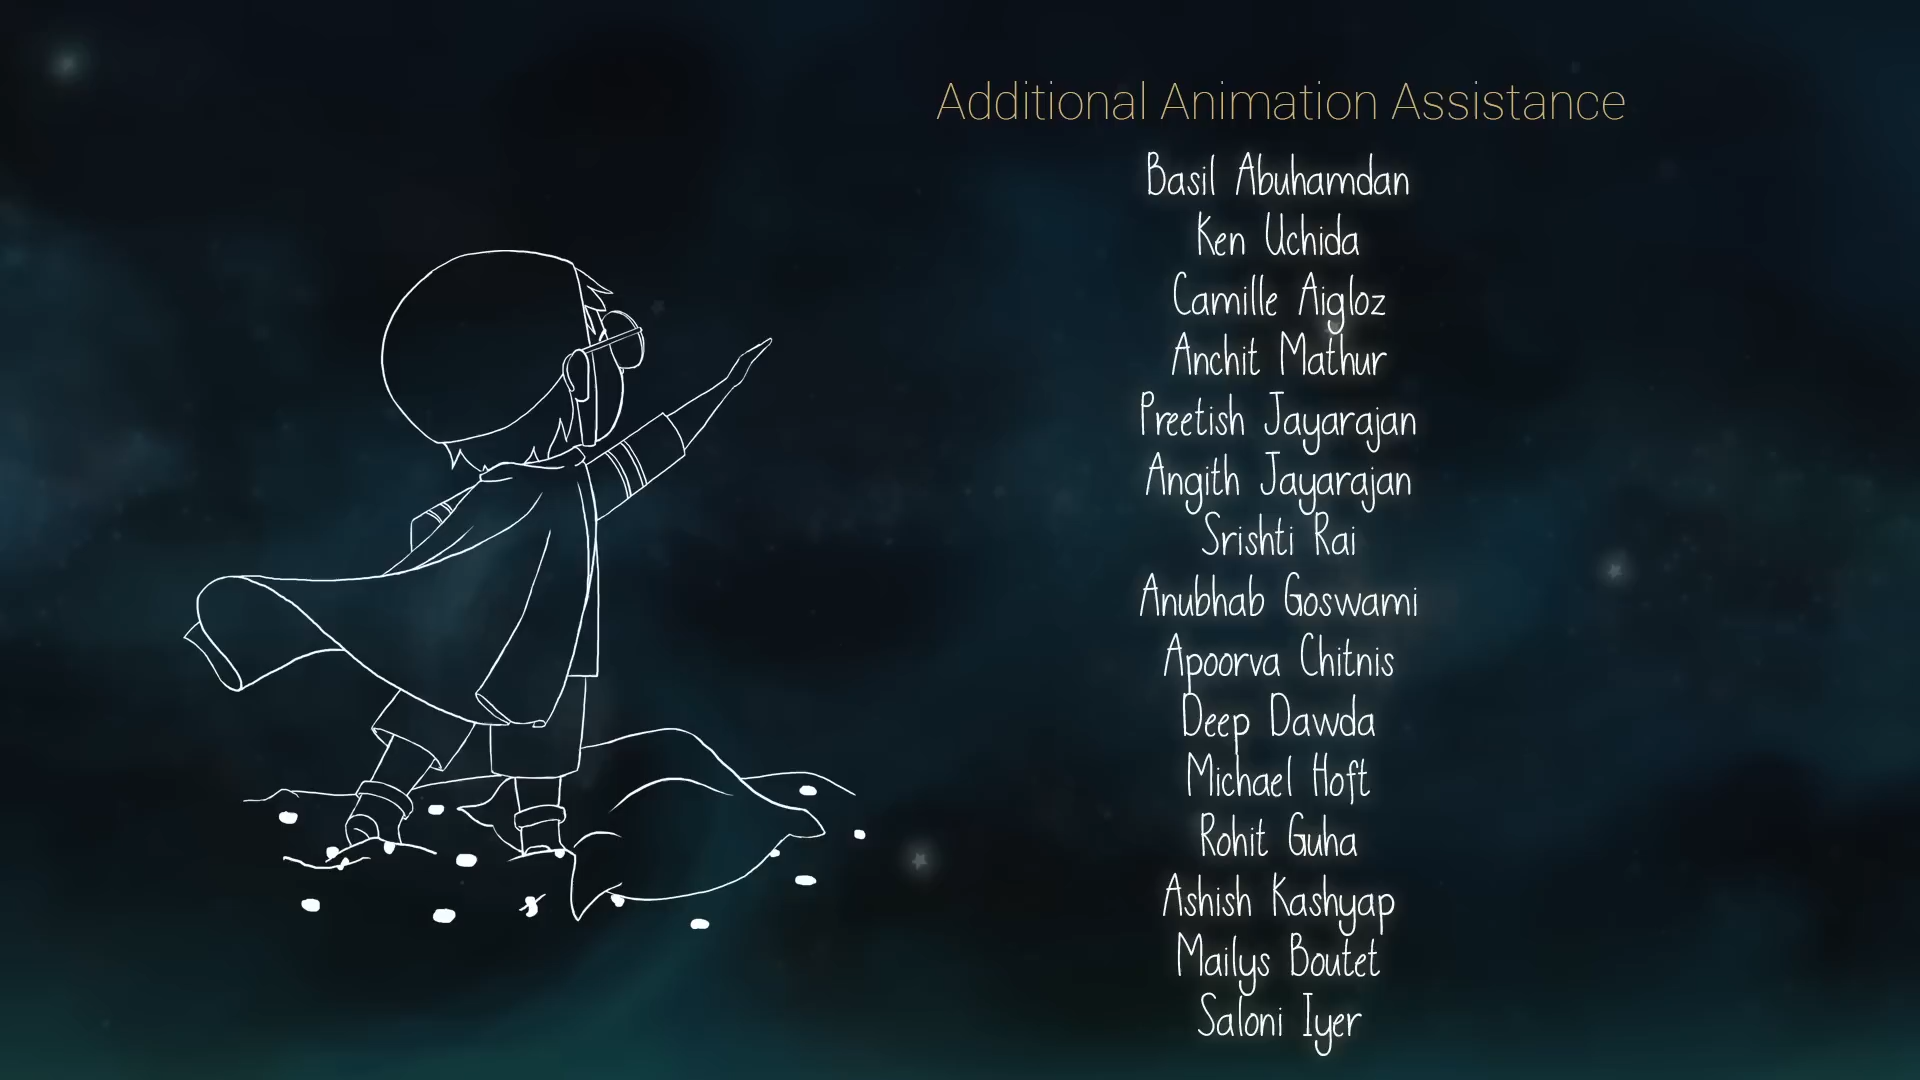 Additional Animation Assistance
Basil Abuhamdan
Ken Uchida
Camille Aigloz
Anchit Mathur
Preetish Jayarajan
Angith Jayarajan
Srishti Rai
Anubhab Goswami
Apoorva Chitnis
Deep Dawda
Michael Hoft
Rohit Guha
Ashish Kashyap
Mailys Boutet
Saloni Iyer